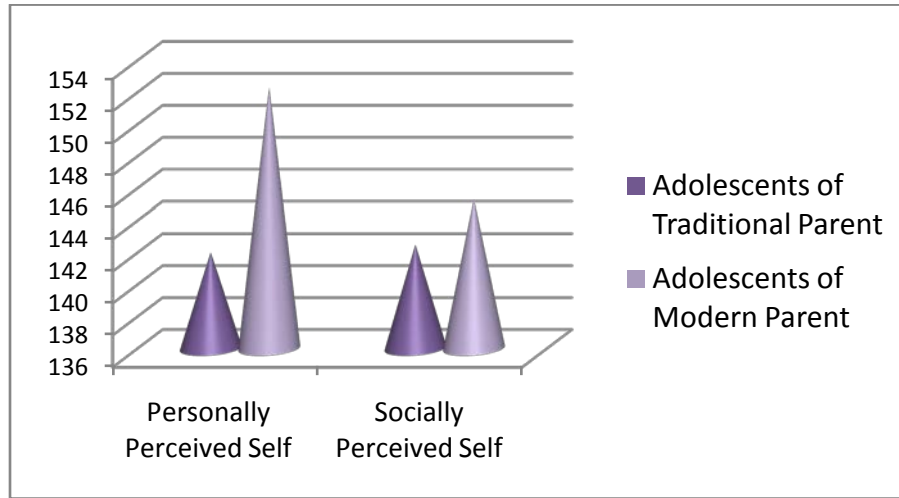 154
152
150
148
146
144
142
140
138
136
Personally
Perceived Self
Socially
Perceived Self
Adolescents of
Traditional Parent
Adolescents of
Modern Parent